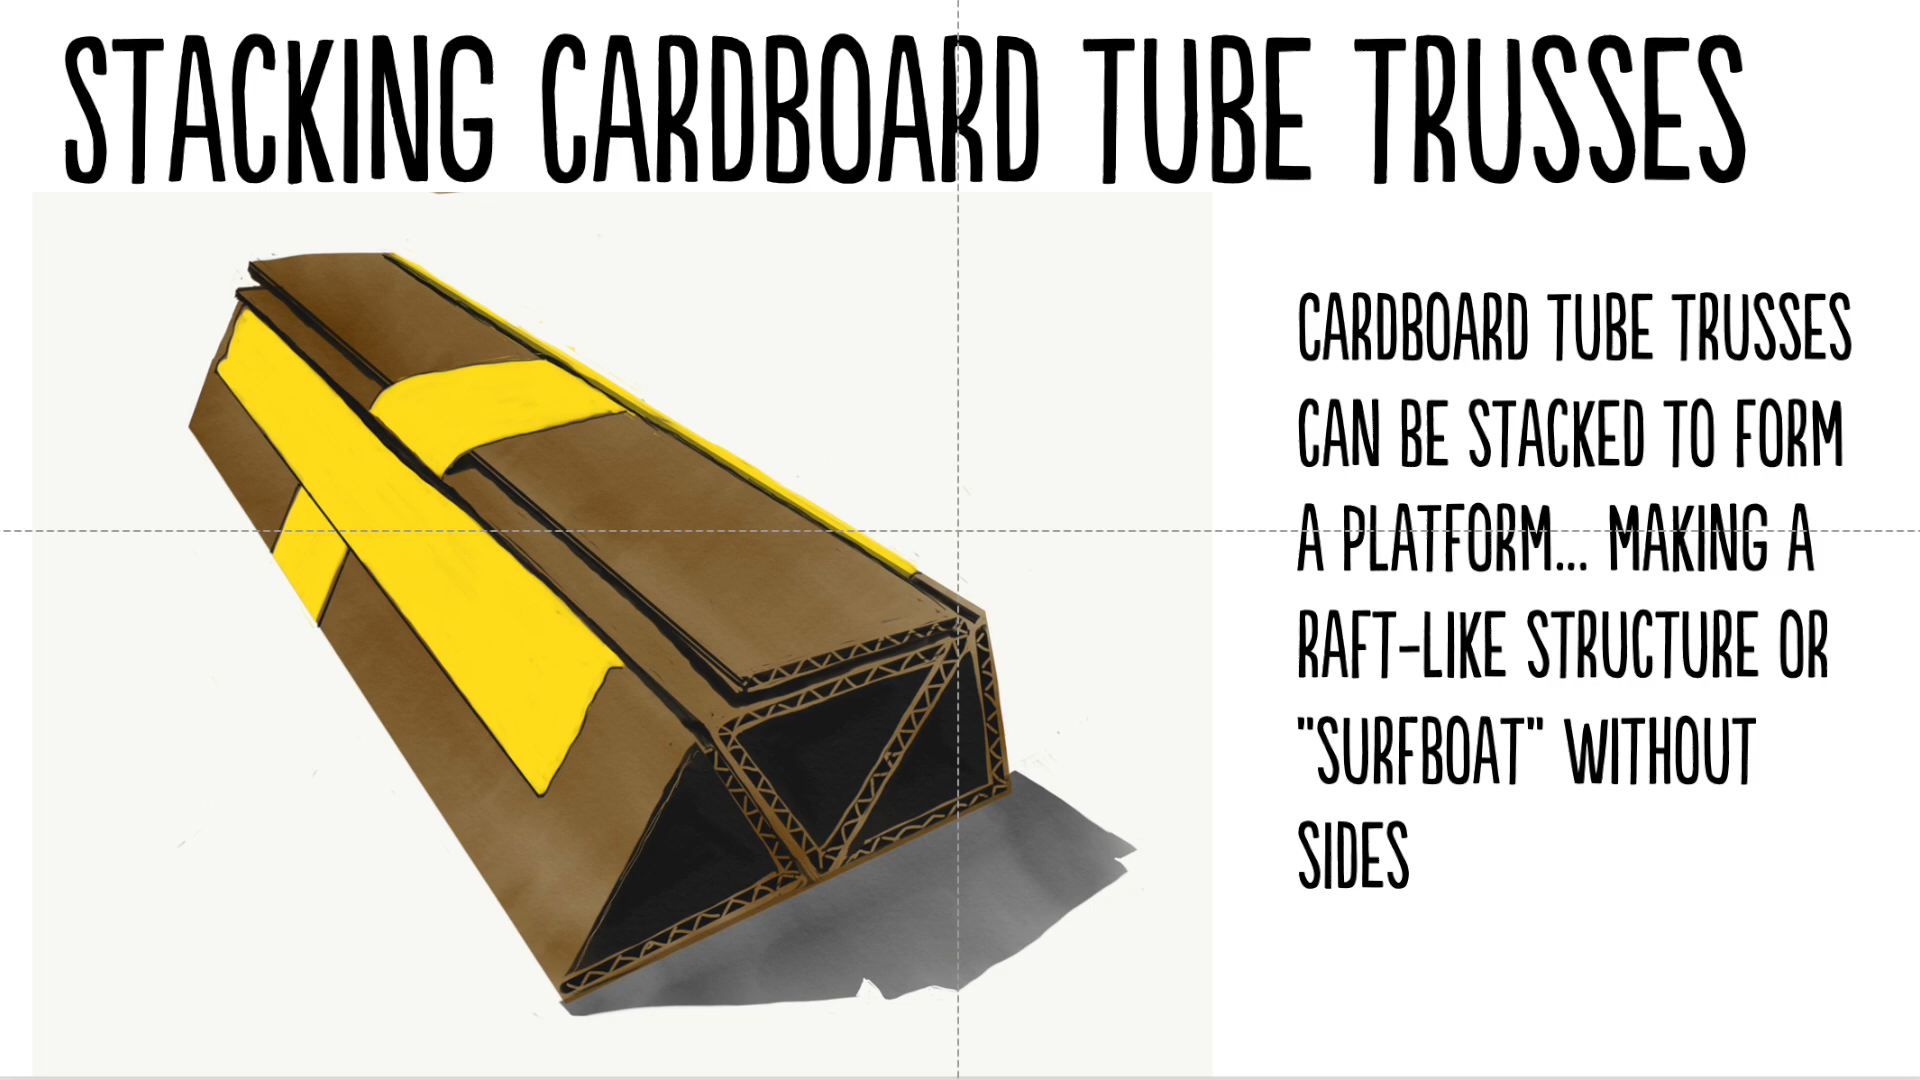 STACKING CARDBOARD TUBE TRUSSES
CARDBOARD TUBE TRUSSES
CAN BE STACKED TO FORM
A PLATFORM... MAKING A
RAFT-LIKE STRUCTURE OR
"SURFBOAT" WITHOUT
SIDES